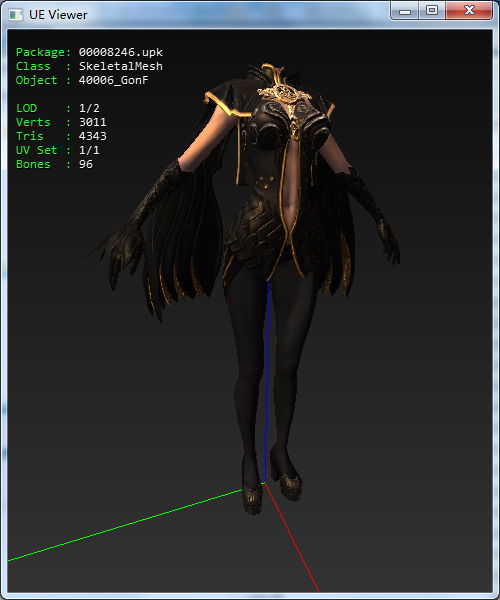 UE Viewer
Package: 00008246.upk
Class : SkeletalMesh
Object : 40006_GonF
LOD : 1/2
Verts : 3011
Tris : 4343
UV Set : 1/1
Bones : 96